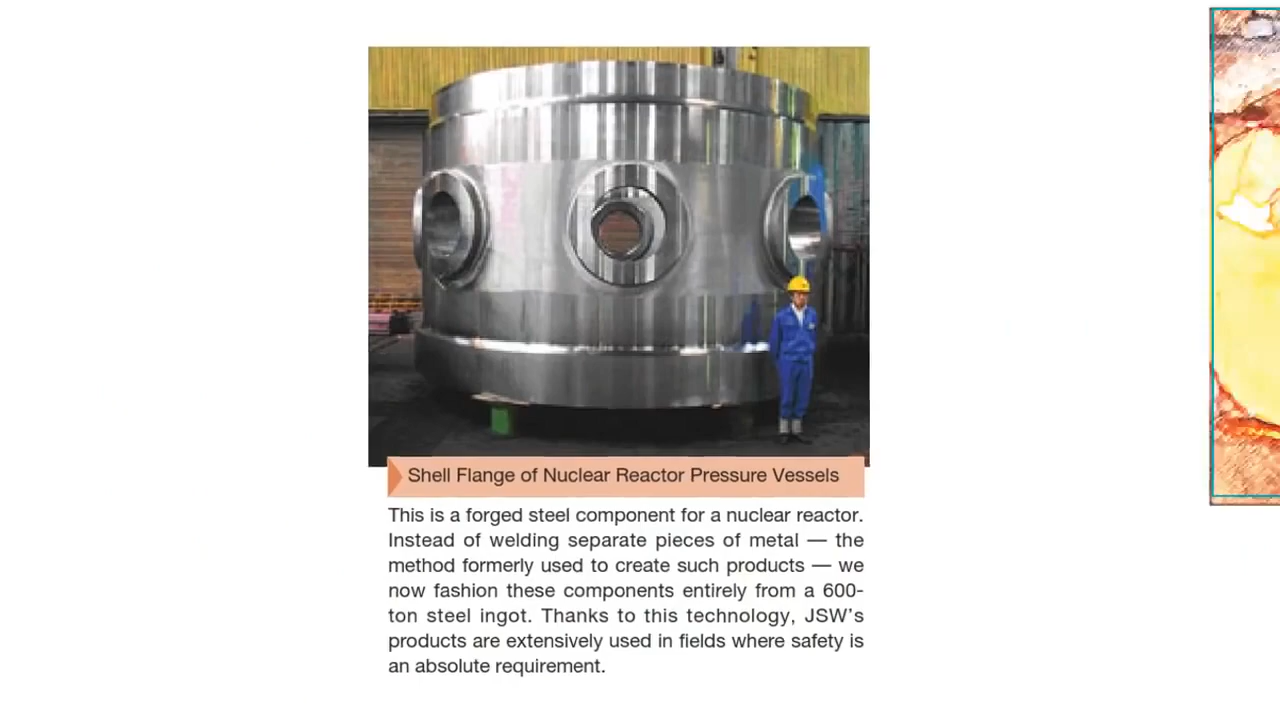 Shell Flange of Nuclear Reactor Pressure Vessels
This is a forged steel component for a nuclear reactor.
Instead of welding separate pieces of metal — the
method formerly used to create such products — we
now fashion these components entirely from a 600-
ton steel ingot. Thanks to this technology, JSW's
products are extensively used in fields where safety is
an absolute requirement.